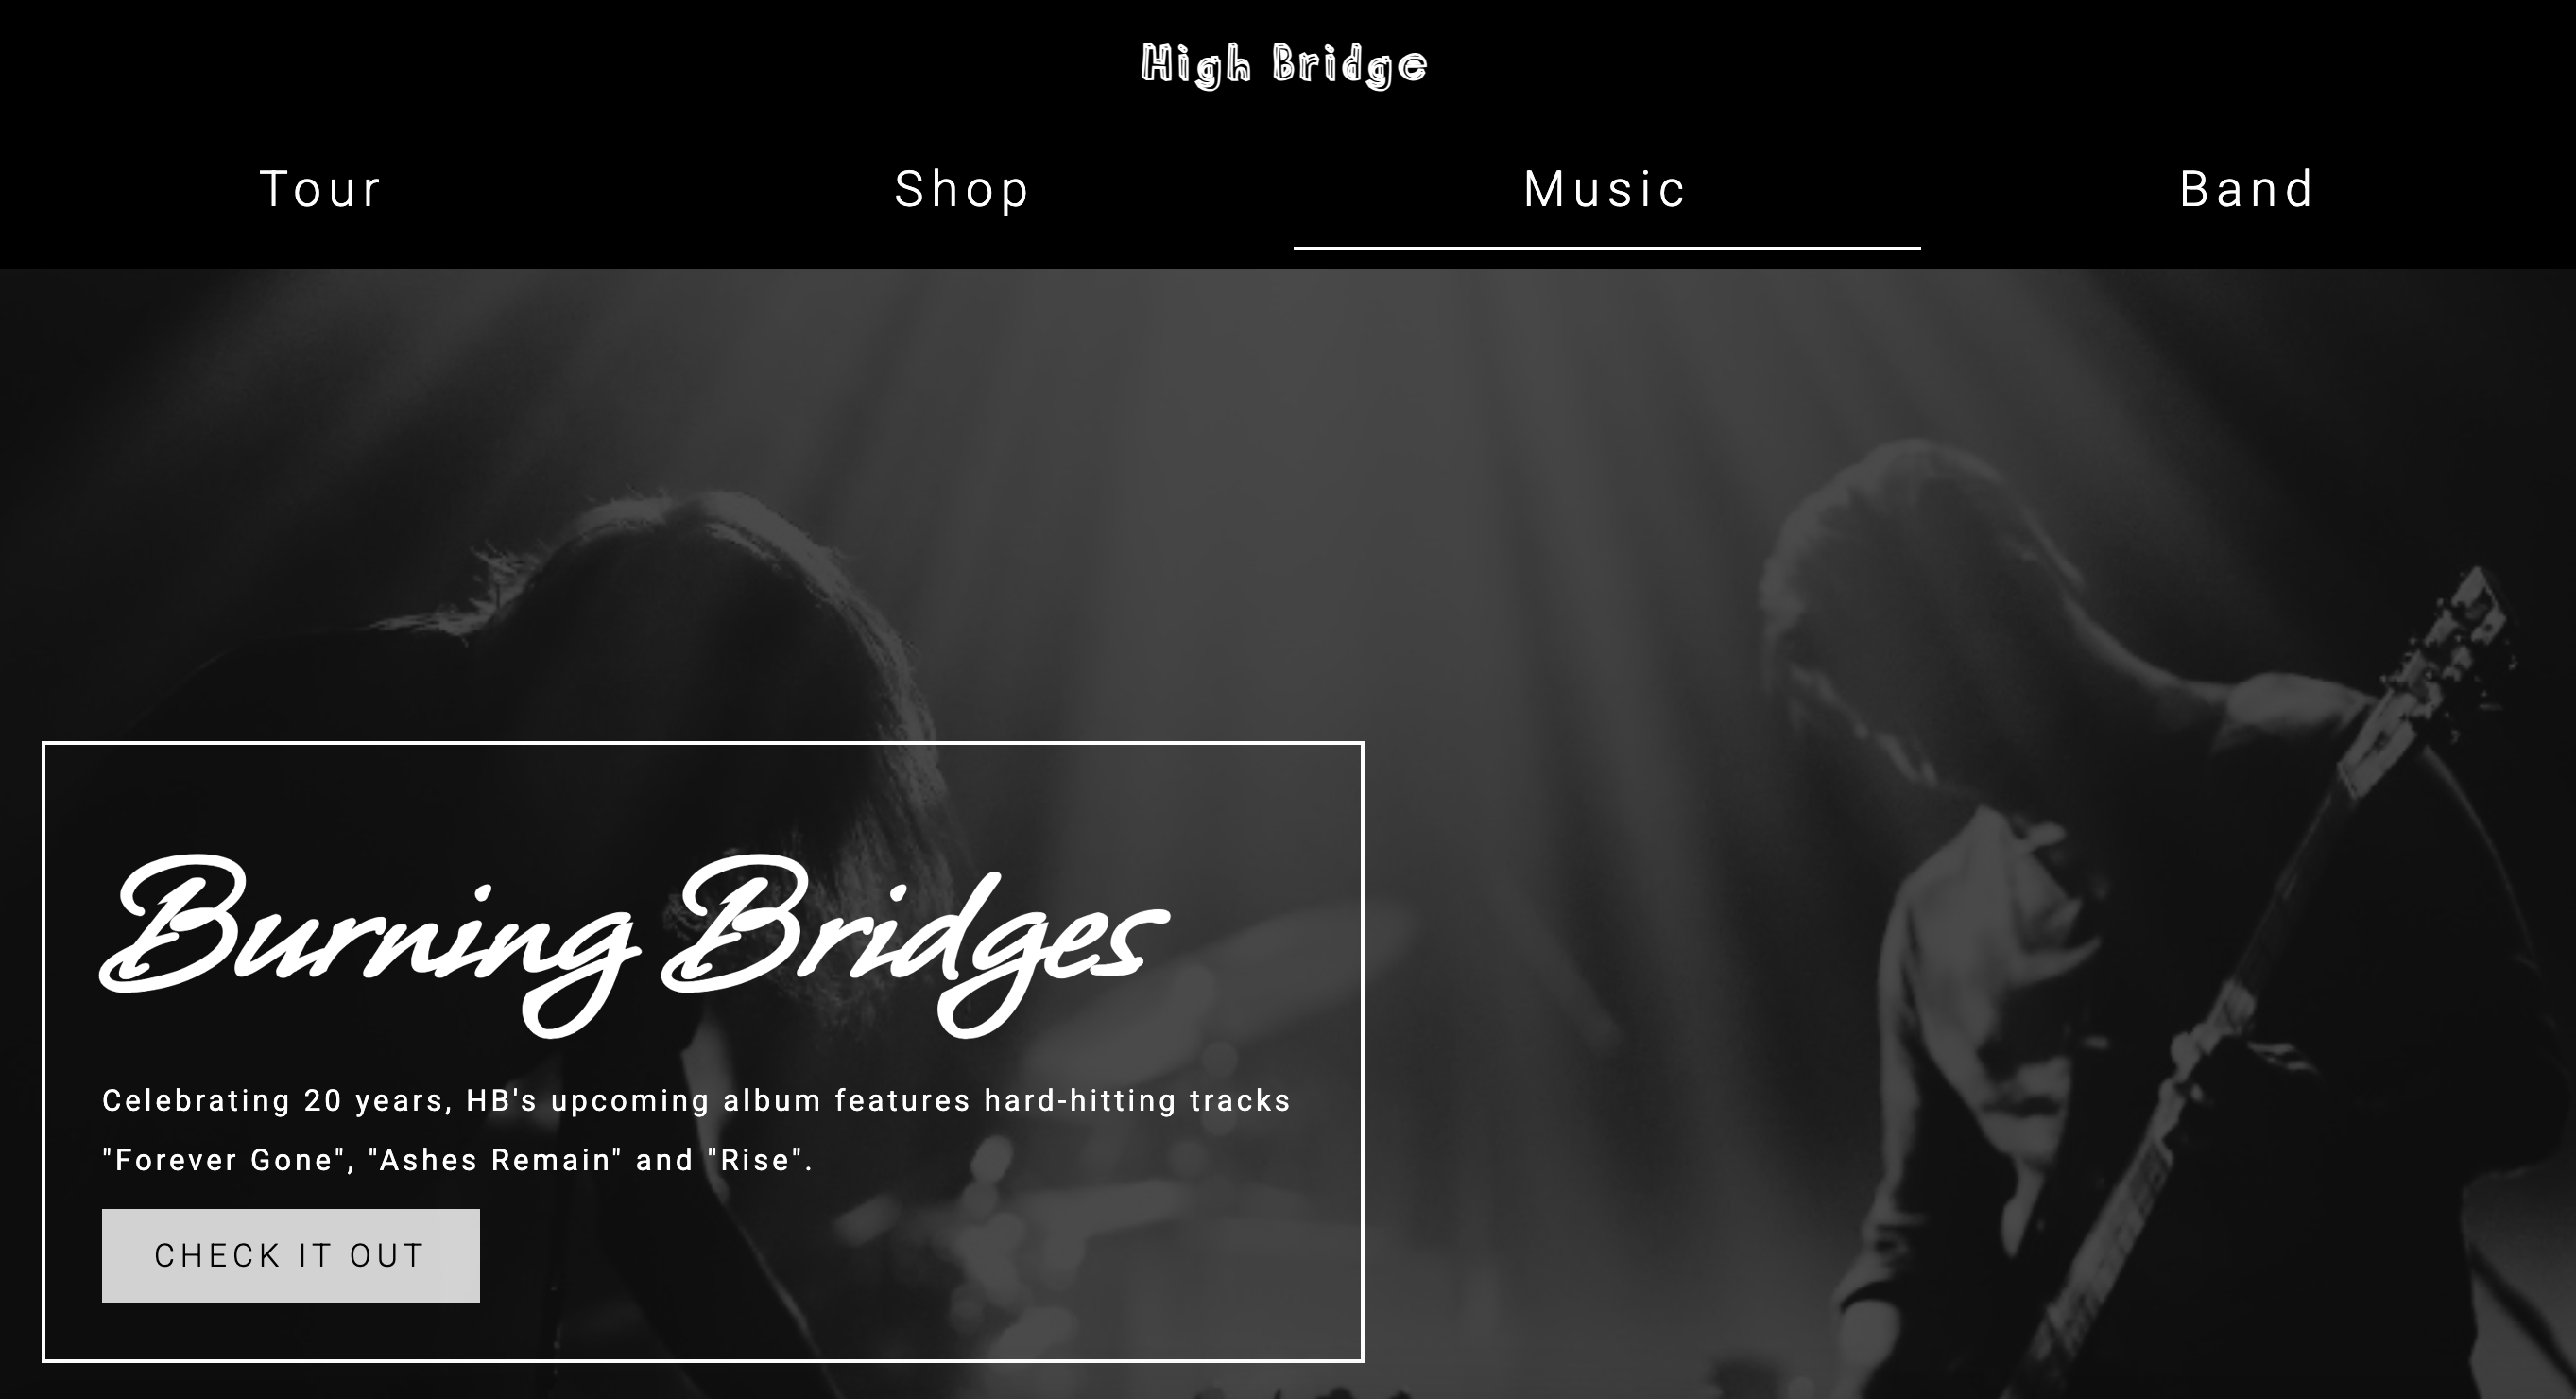 High Bridge
Tour Shop Music Band
Burning Bridges
Celebrating 20 years, HB's upcoming album features hard-hitting tracks
"Forever Gone", "Ashes Remain" and "Rise".
CHECK IT OUT